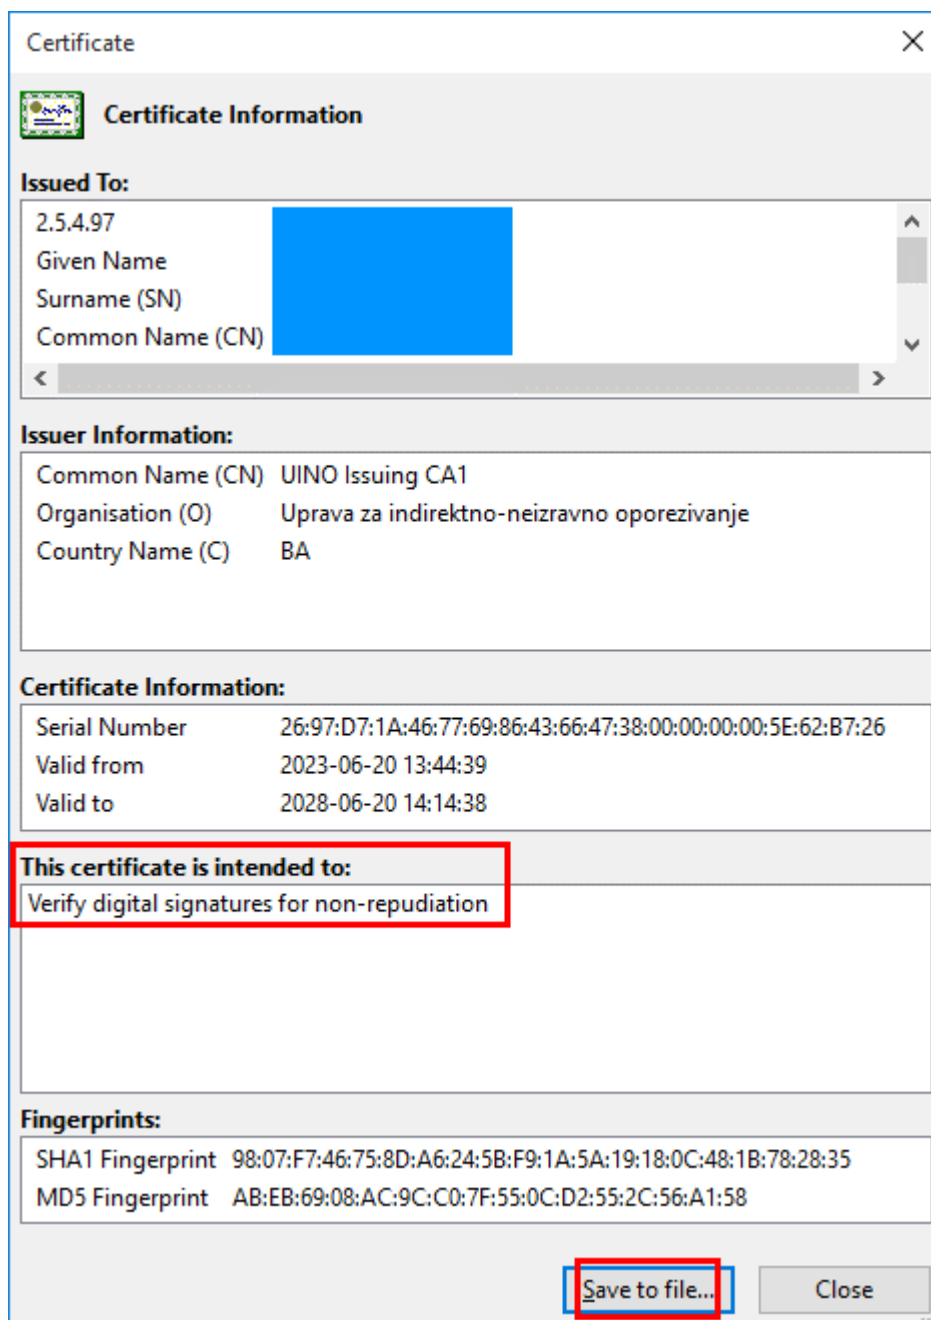 Certificate
Certificate Information
Issued To:
2.5.4.97
Given Name
Surname (SN)
Common Name (CN)
Issuer Information:
Common Name (CN) UINO Issuing CA1
Organisation (O) Uprava za indirektno-neizravno oporezivanje
Country Name (C) BA
Certificate Information:
Serial Number 26:97:D7:1A:46:77:69:86:43:66:47:38:00:00:00:00:5E:62:B7:26
Valid from 2023-06-20 13:44:39
Valid to 2028-06-20 14:14:38
This certificate is intended to:
Verify digital signatures for non-repudiation
Fingerprints:
SHA1 Fingerprint 98:07:F7:46:75:8D:A6:24:5B:F9:1A:5A:19:18:0C:48:1B:78:28:35
MD5 Fingerprint AB:EB:69:08:AC:9C:C0:7F:55:0C:D2:55:2C:56:A1:58
Save to file... Close